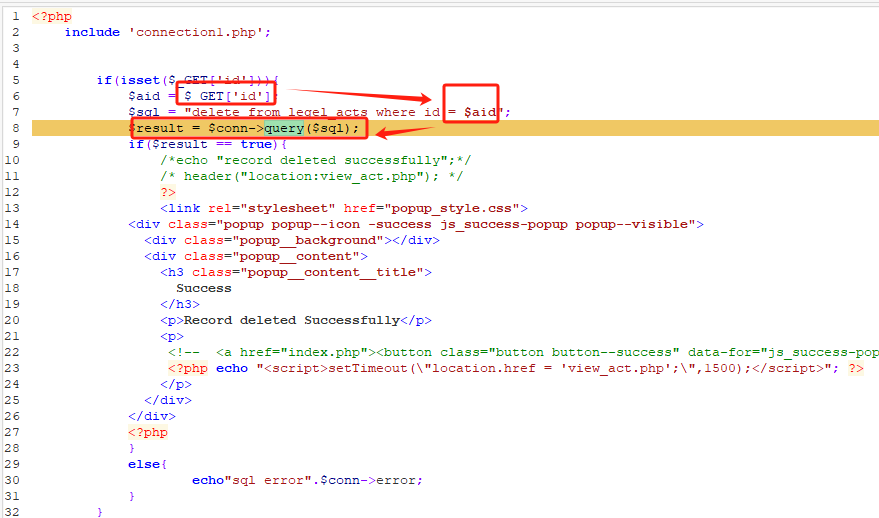 1 <?php
2 include 'connection1.php';
3
4
5 if(isset($_GET['id'])){
6 $aid = $_GET['id'];
7 $sql = "delete from legel_acts where id = $aid";
8 $result = $conn->query($sql);
9 if($result == true){
10 /*echo "record deleted successfully";*/
11 /* header("location:view_act.php"); */
12 ?>
13 <link rel="stylesheet" href="popup_style.css">
14 <div class="popup popup--icon -success js_success-popup popup--visible">
15 <div class="popup__background"></div>
16 <div class="popup__content">
17 <h3 class="popup__content__title">
18 Success
19 </h3>
20 <p>Record deleted Successfully</p>
21 <p>
22 <!-- <a href="index.php"><button class="button button--success" data-for="js_success-pop
23 <?php echo "<script>setTimeout(\"location.href = 'view_act.php';\",1500);</script>"; ?>
24 </p>
25 </div>
26 </div>
27 <?php
28 }
29 else{
30 echo"sql error".$conn->error;
31 }
32 }